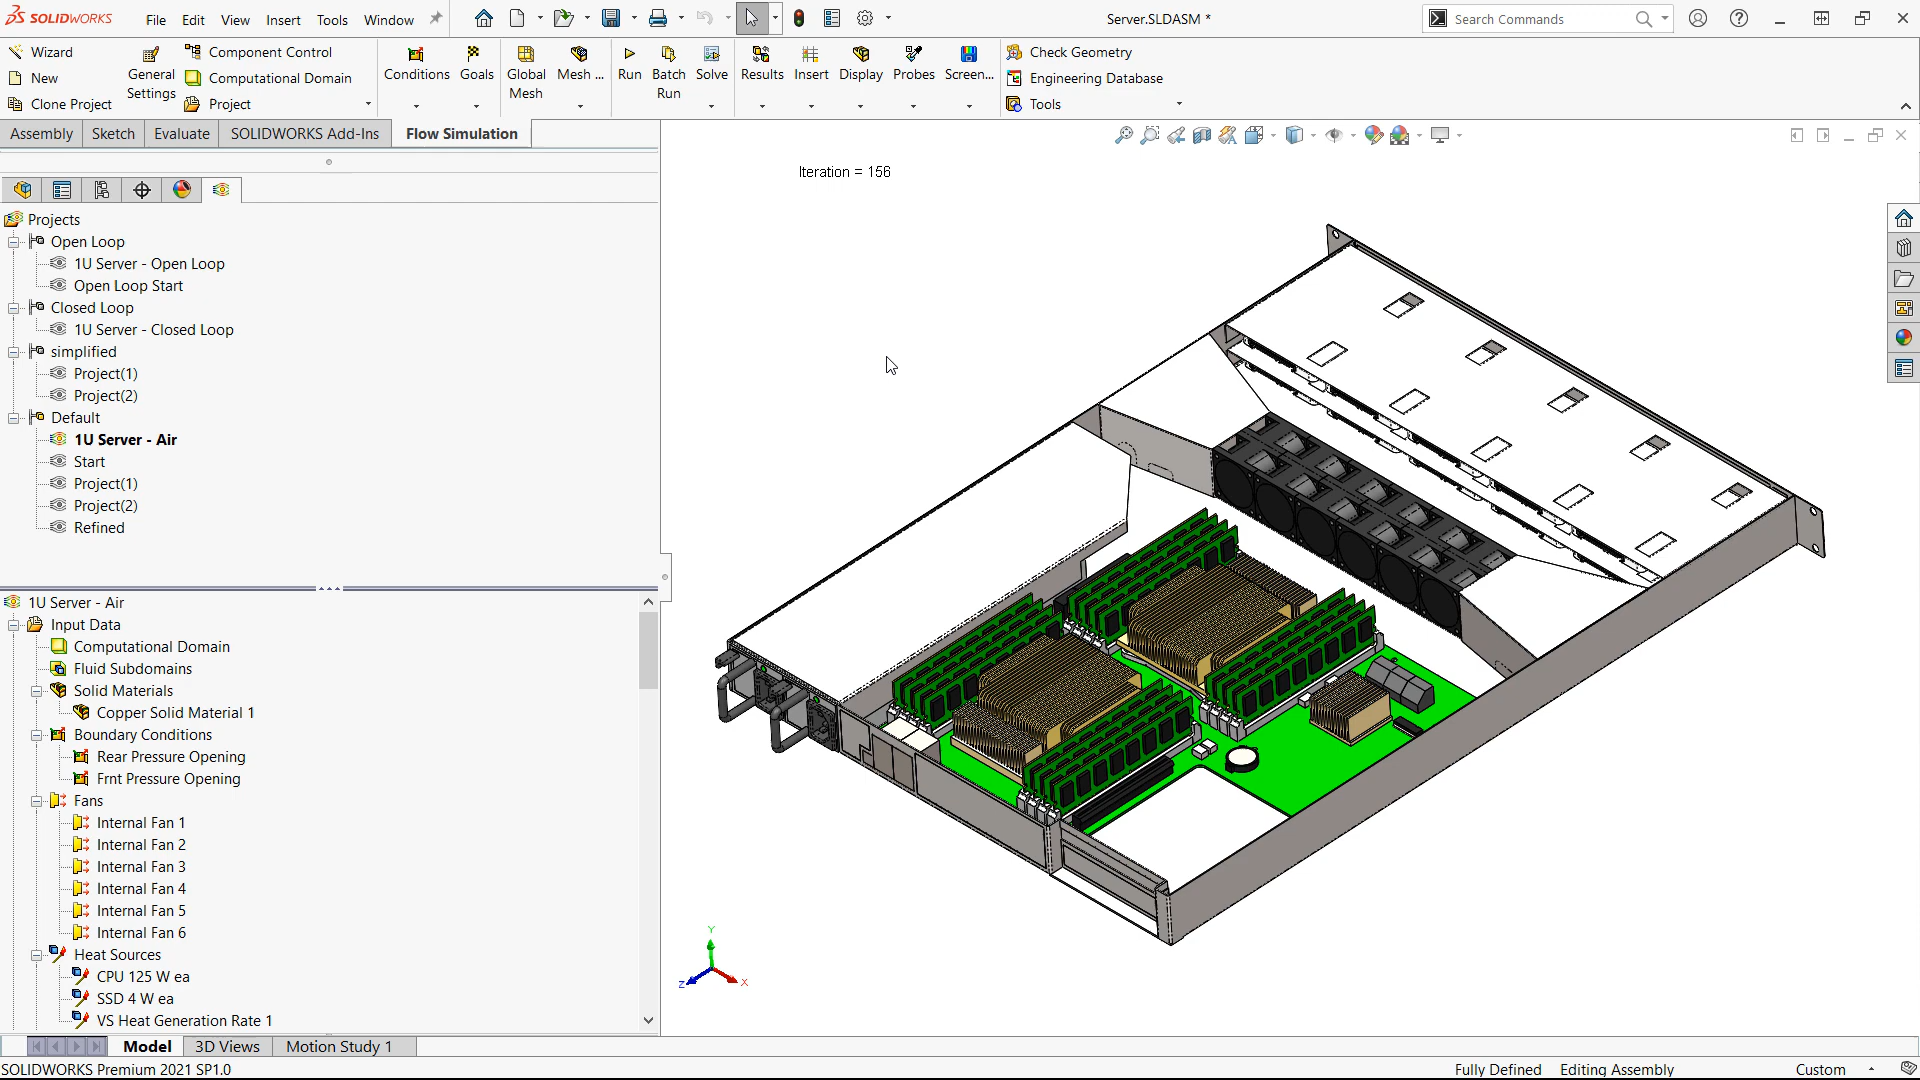 SOLIDWORKS File Edit View Insert Tools Window Server.SLDASM * Search Commands
Wizard
New
Clone Project
General Settings
Component Control
Computational Domain
Project
Conditions Goals Global Mesh Mesh ... Run Batch Run Solve Results Insert Display Probes Screen...
Check Geometry
Engineering Database
Tools
Assembly Sketch Evaluate SOLIDWORKS Add-Ins Flow Simulation
Iteration = 156
Projects
Open Loop
1U Server - Open Loop
Open Loop Start
Closed Loop
1U Server - Closed Loop
simplified
Project(1)
Project(2)
Default
1U Server - Air
Start
Project(1)
Project(2)
Refined
1U Server - Air
Input Data
Computational Domain
Fluid Subdomains
Solid Materials
Copper Solid Material 1
Boundary Conditions
Rear Pressure Opening
Frnt Pressure Opening
Fans
Internal Fan 1
Internal Fan 2
Internal Fan 3
Internal Fan 4
Internal Fan 5
Internal Fan 6
Heat Sources
CPU 125 W ea
SSD 4 W ea
VS Heat Generation Rate 1
Y
Z X
Model 3D Views Motion Study 1
SOLIDWORKS Premium 2021 SP1.0 Fully Defined Editing Assembly Custom